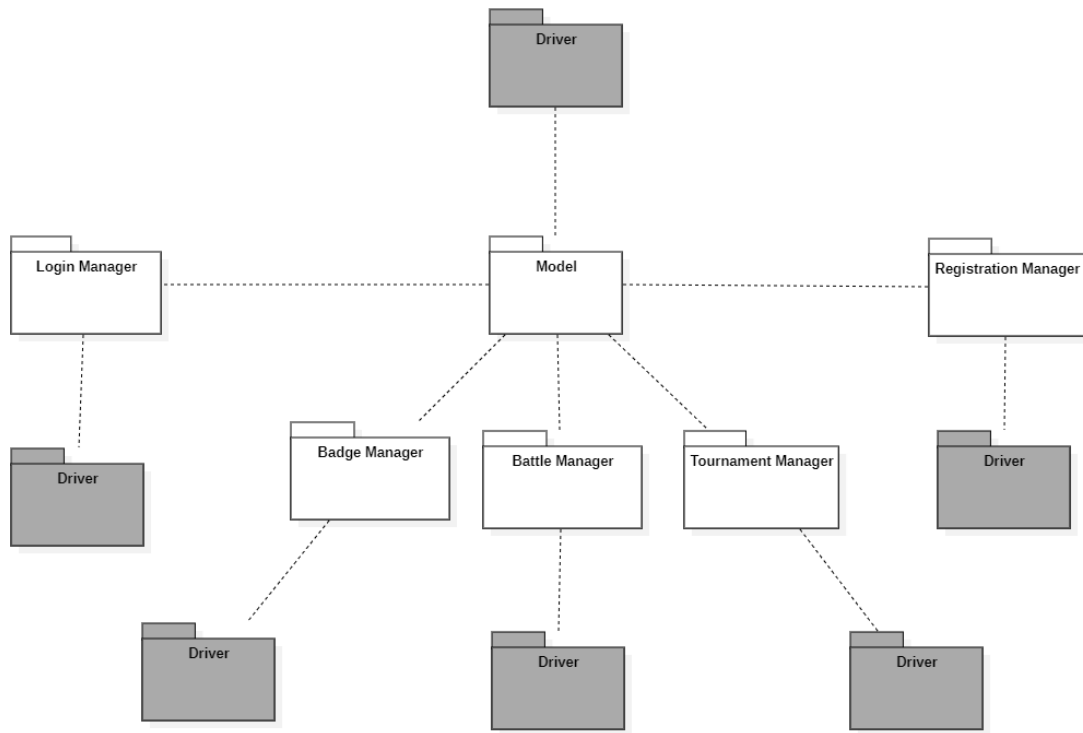 Driver
Login Manager
Model
Registration Manager
Badge Manager
Battle Manager
Tournament Manager
Driver
Driver
Driver
Driver
Driver